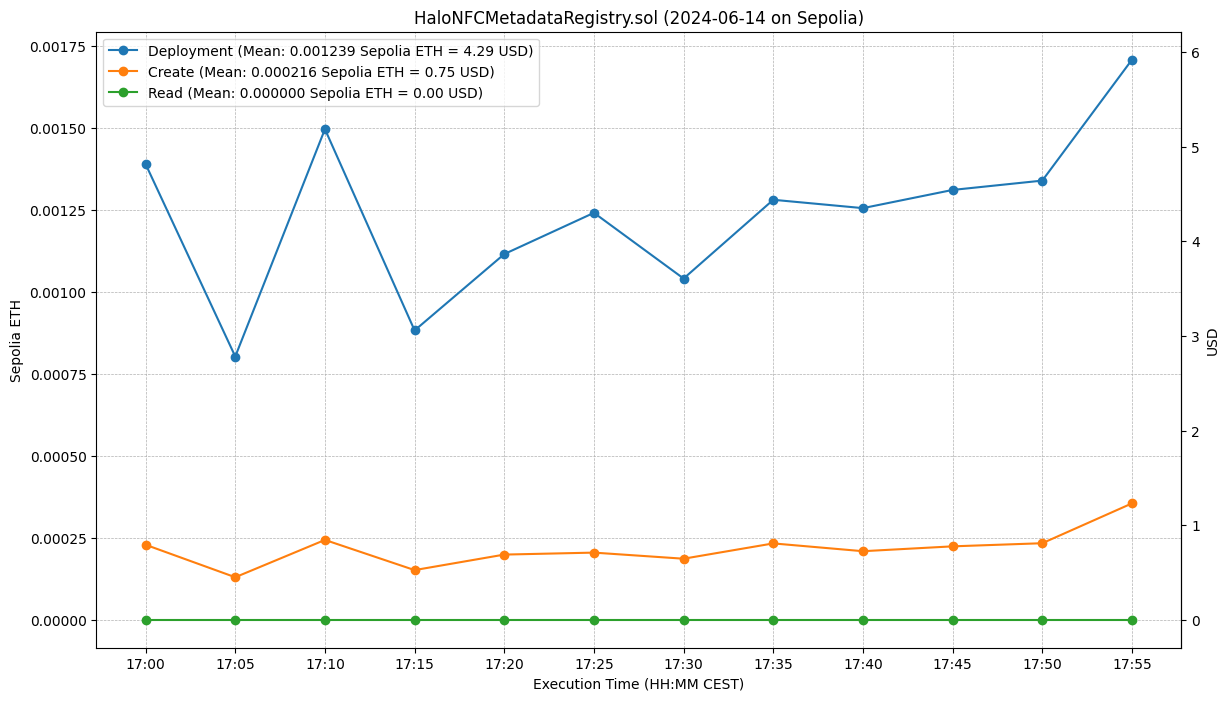 HaloNFCMetadataRegistry.sol (2024-06-14 on Sepolia)
Deployment (Mean: 0.001239 Sepolia ETH = 4.29 USD)
Create (Mean: 0.000216 Sepolia ETH = 0.75 USD)
Read (Mean: 0.000000 Sepolia ETH = 0.00 USD)
Sepolia ETH
0.00175
0.00150
0.00125
0.00100
0.00075
0.00050
0.00025
0.00000
6
5
4
3
2
1
0
USD
17:00 17:05 17:10 17:15 17:20 17:25 17:30 17:35 17:40 17:45 17:50 17:55
Execution Time (HH:MM CEST)